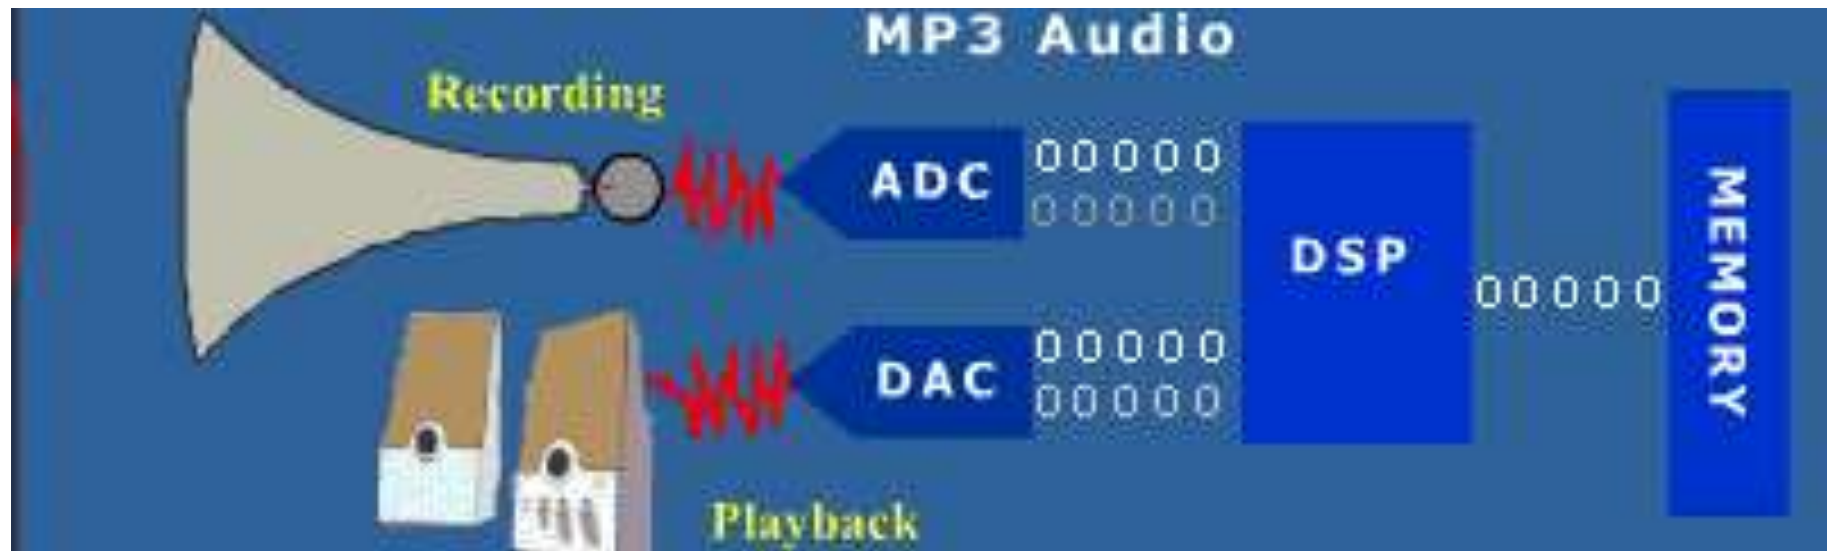 MP3 Audio
Recording
ADC
00000
00000
DSP
00000
MEMORY
DAC
00000
00000
Playback